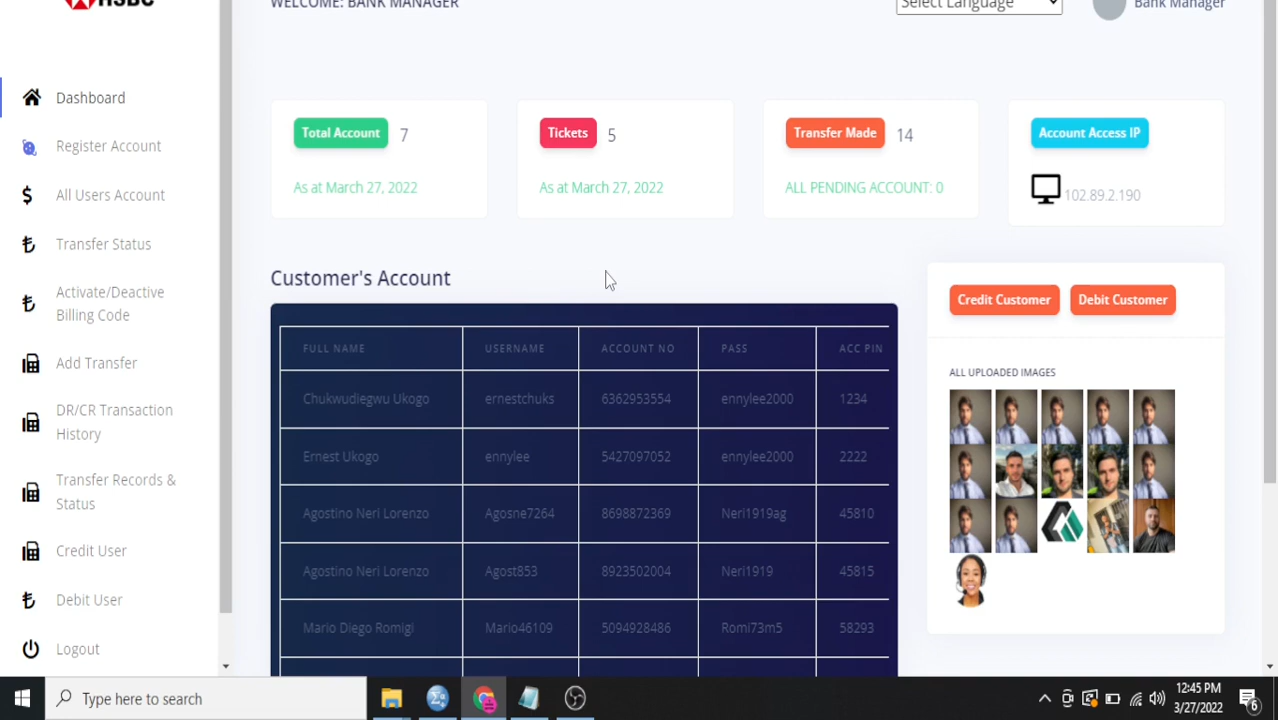 HSBC
WELCOME: BANK MANAGER
Select Language
Bank Manager
Dashboard
Register Account
All Users Account
Transfer Status
Activate/Deactive
Billing Code
Add Transfer
DR/CR Transaction
History
Transfer Records &
Status
Credit User
Debit User
Logout
Total Account 7
As at March 27, 2022
Tickets 5
As at March 27, 2022
Transfer Made 14
ALL PENDING ACCOUNT: 0
Account Access IP
102.89.2.190
Customer's Account
FULL NAME USERNAME ACCOUNT NO PASS ACC PIN
Chukwudiegwu Ukogo ernestchuks 6362953554 ennylee2000 1234
Ernest Ukogo ennylee 5427097052 ennylee2000 2222
Agostino Neri Lorenzo Agosne7264 8698872369 Neri1919ag 45810
Agostino Neri Lorenzo Agost853 8923502004 Neri1919 45815
Mario Diego Romigi Mario46109 5094928486 Romi73m5 58293
Credit Customer Debit Customer
ALL UPLOADED IMAGES
Type here to search
12:45 PM
3/27/2022
6